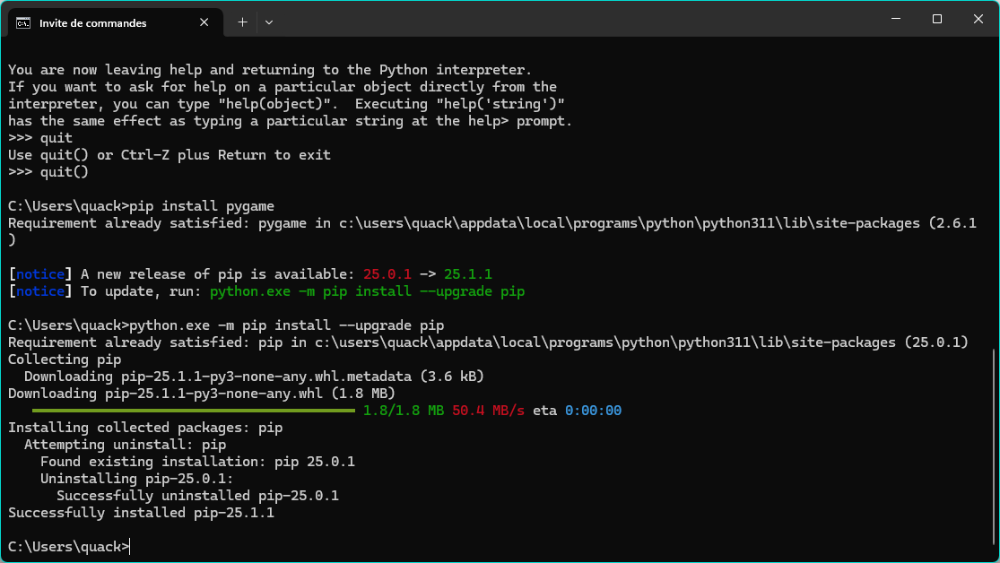 Invite de commandes
You are now leaving help and returning to the Python interpreter.
If you want to ask for help on a particular object directly from the
interpreter, you can type "help(object)".  Executing "help('string')"
has the same effect as typing a particular string at the help> prompt.
>>> quit
Use quit() or Ctrl-Z plus Return to exit
>>> quit()
C:\Users\quack>pip install pygame
Requirement already satisfied: pygame in c:\users\quack\appdata\local\programs\python\python311\lib\site-packages (2.6.1
)
[notice] A new release of pip is available: 25.0.1 -> 25.1.1
[notice] To update, run: python.exe -m pip install --upgrade pip
C:\Users\quack>python.exe -m pip install --upgrade pip
Requirement already satisfied: pip in c:\users\quack\appdata\local\programs\python\python311\lib\site-packages (25.0.1)
Collecting pip
  Downloading pip-25.1.1-py3-none-any.whl.metadata (3.6 kB)
Downloading pip-25.1.1-py3-none-any.whl (1.8 MB)
1.8/1.8 MB 50.4 MB/s eta 0:00:00
Installing collected packages: pip
  Attempting uninstall: pip
    Found existing installation: pip 25.0.1
    Uninstalling pip-25.0.1:
      Successfully uninstalled pip-25.0.1
Successfully installed pip-25.1.1
C:\Users\quack>